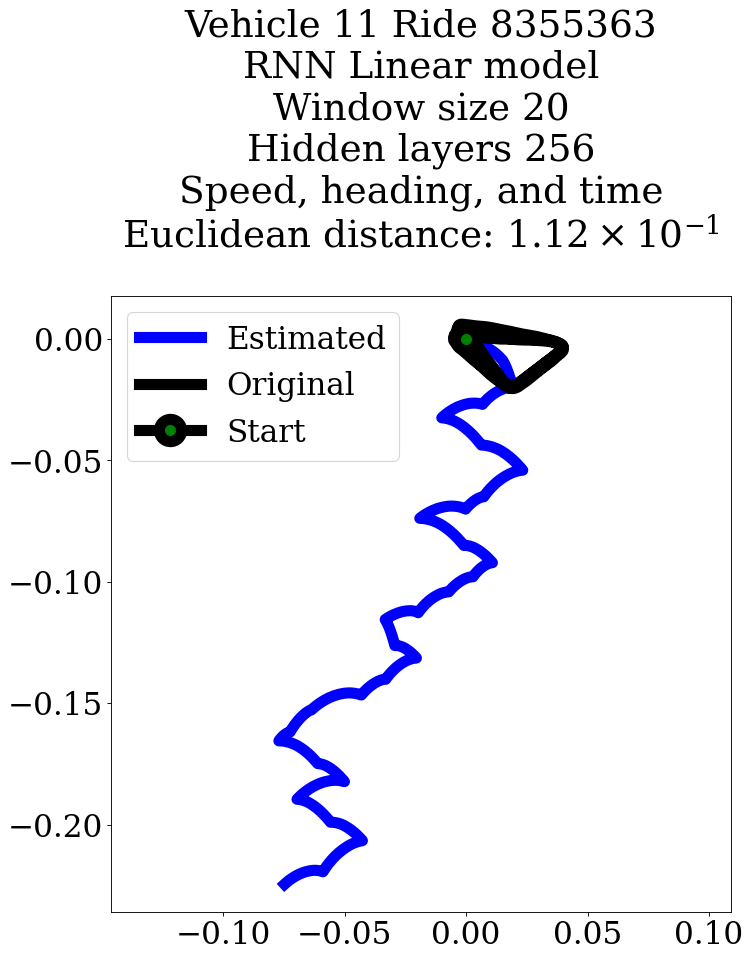 Vehicle 11 Ride 8355363
RNN Linear model
Window size 20
Hidden layers 256
Speed, heading, and time
Euclidean distance: 1.12 × 10⁻¹
Estimated
Original
Start
0.00
−0.05
−0.10
−0.15
−0.20
−0.10
−0.05
0.00
0.05
0.10